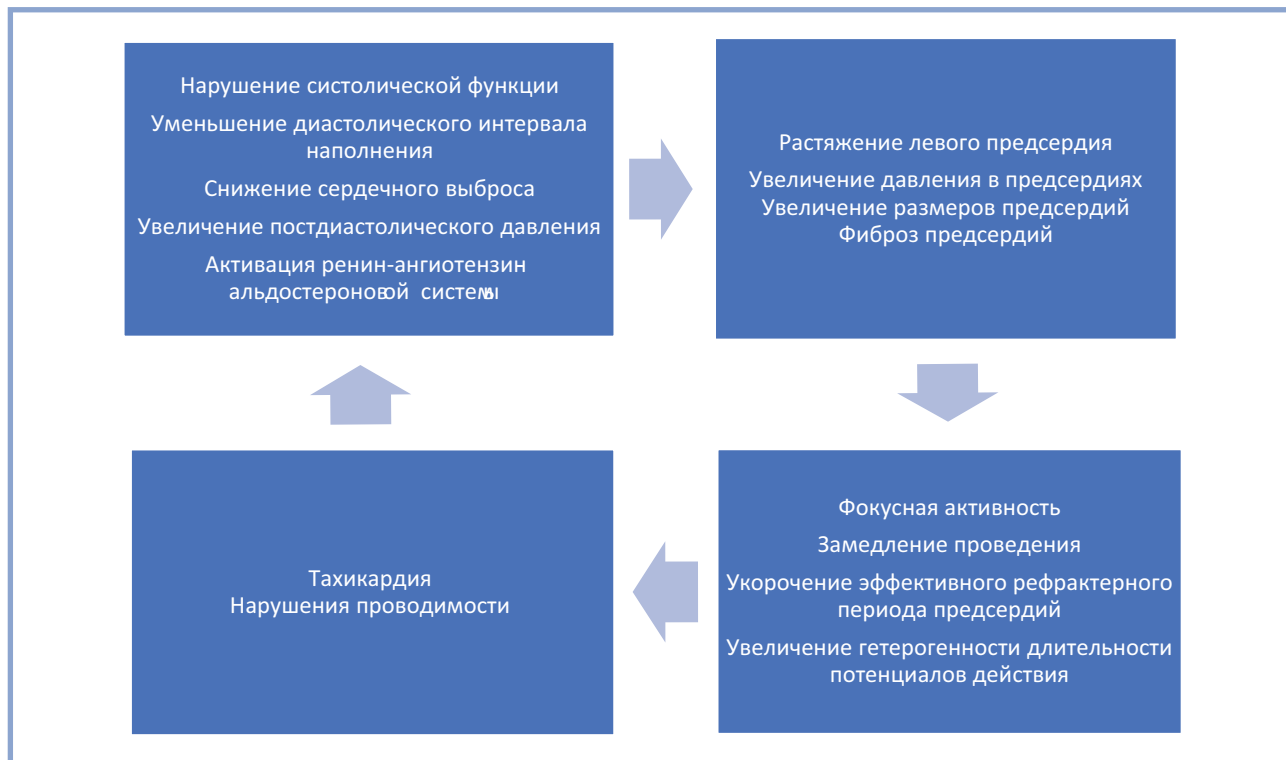 Нарушение систолической функции
Уменьшение диастолического интервала
наполнения
Снижение сердечного выброса
Увеличение постдиастолического давления
Активация ренин-ангиотензин
альдостероновой системы
Растяжение левого предсердия
Увеличение давления в предсердиях
Увеличение размеров предсердий
Фиброз предсердий
Тахикардия
Нарушения проводимости
Фокусная активность
Замедление проведения
Укорочение эффективного рефрактерного
периода предсердий
Увеличение гетерогенности длительности
потенциалов действия